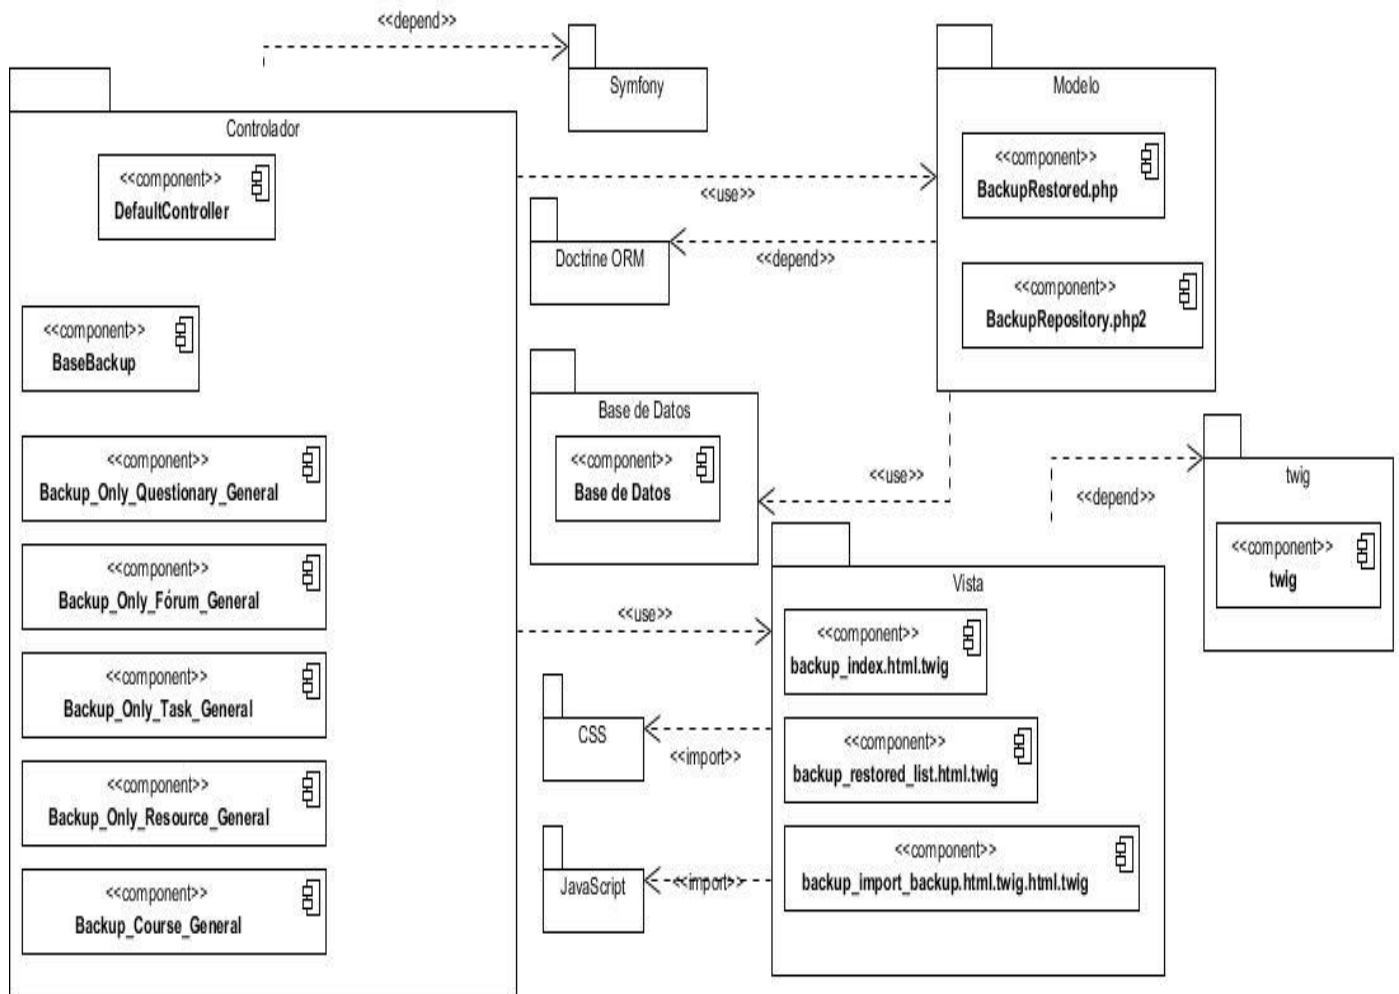 <<depend>>
Symfony
Controlador
<<component>>
DefaultController
<<component>>
BaseBackup
<<component>>
Backup_Only_Questionary_General
<<component>>
Backup_Only_Fórum_General
<<component>>
Backup_Only_Task_General
<<component>>
Backup_Only_Resource_General
<<component>>
Backup_Course_General
<<use>>
Modelo
<<component>>
BackupRestored.php
<<component>>
BackupRepository.php2
Doctrine ORM
<<depend>>
Base de Datos
<<component>>
Base de Datos
<<use>>
<<depend>>
twig
<<component>>
twig
<<use>>
Vista
<<component>>
backup_index.html.twig
<<component>>
backup_restored_list.html.twig
<<component>>
backup_import_backup.html.twig.html.twig
CSS
<<import>>
JavaScript
<<import>>